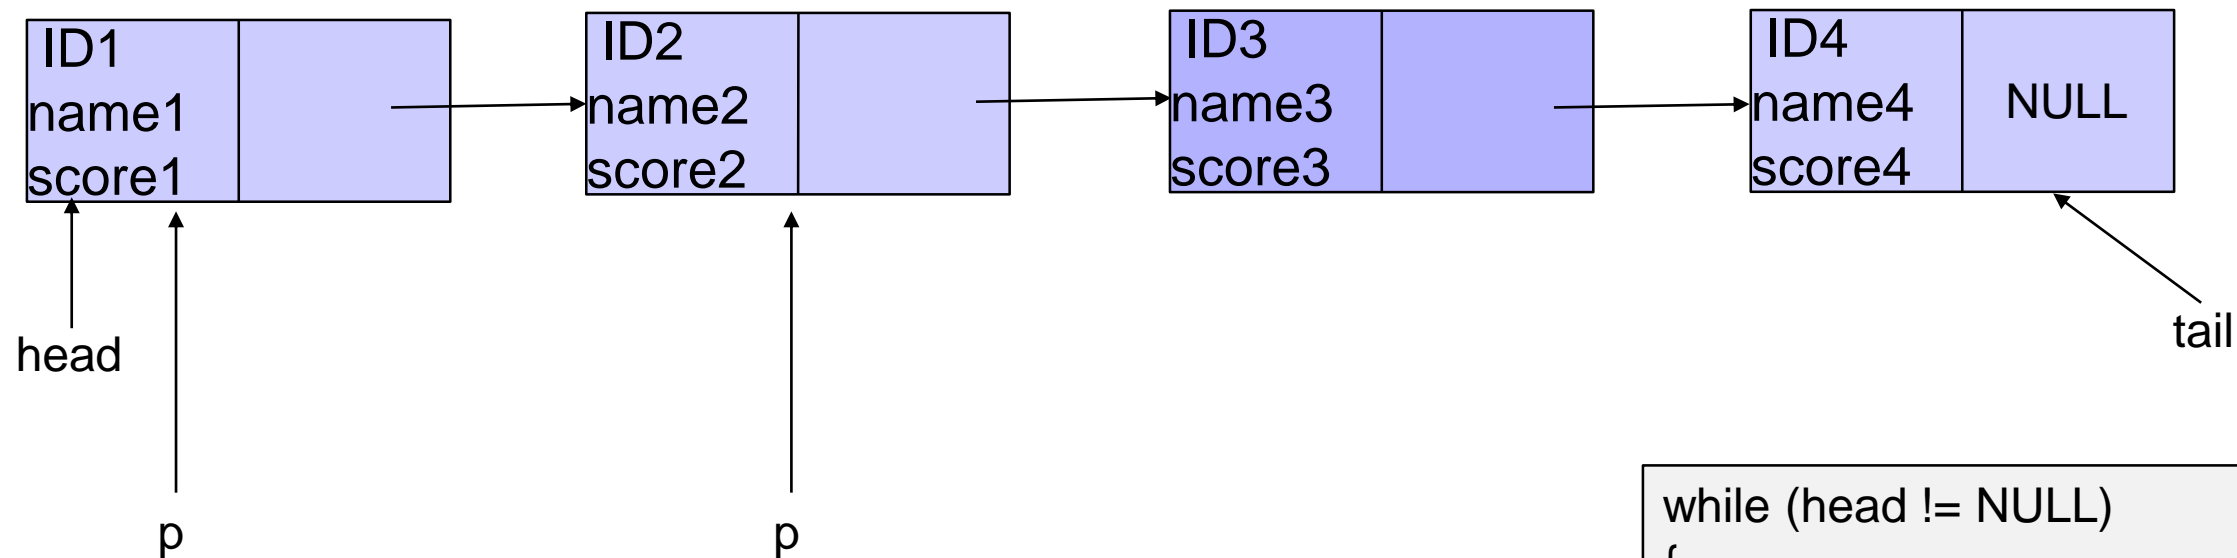 ID1
name1
score1
ID2
name2
score2
ID3
name3
score3
ID4
name4
score4
NULL
head
tail
p
p
while (head != NULL)
{